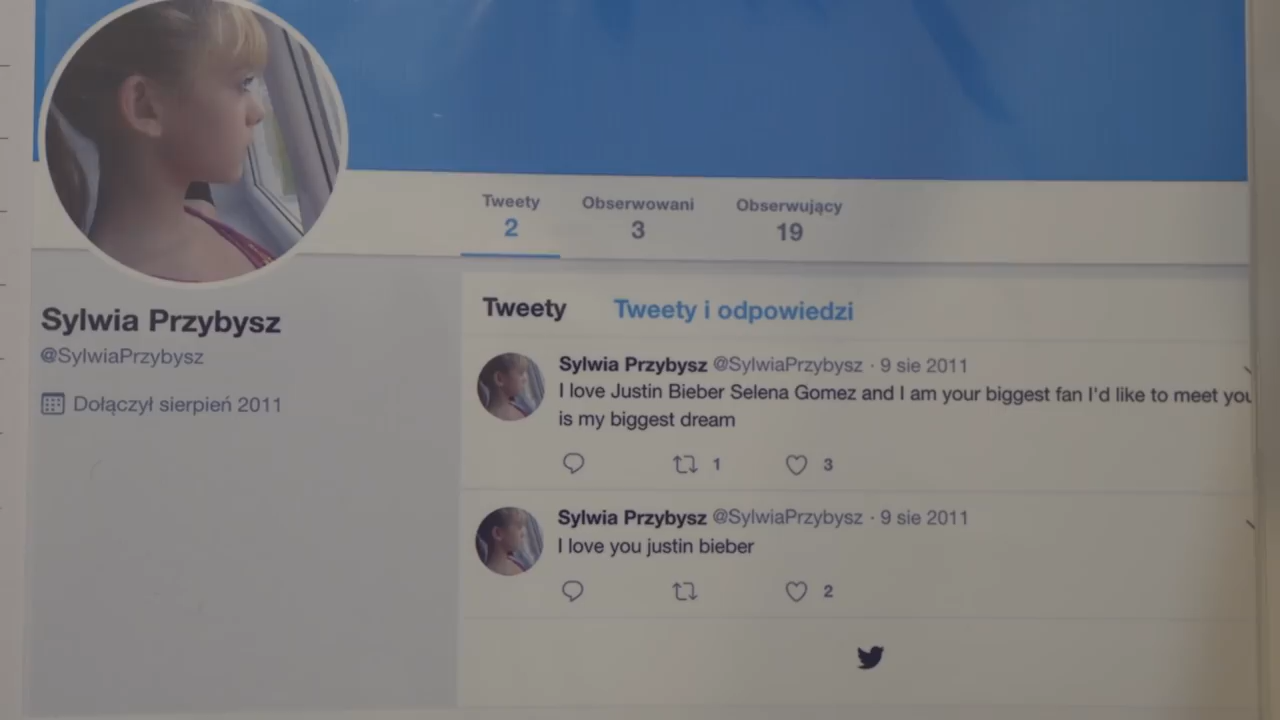 Tweety Obserwowani Obserwujący
2 3 19
Sylwia Przybysz
@SylwiaPrzybysz
Dołączył sierpień 2011
Tweety Tweety i odpowiedzi
Sylwia Przybysz @SylwiaPrzybysz · 9 sie 2011
I love Justin Bieber Selena Gomez and I am your biggest fan I'd like to meet you
is my biggest dream
1 3
Sylwia Przybysz @SylwiaPrzybysz · 9 sie 2011
I love you justin bieber
2